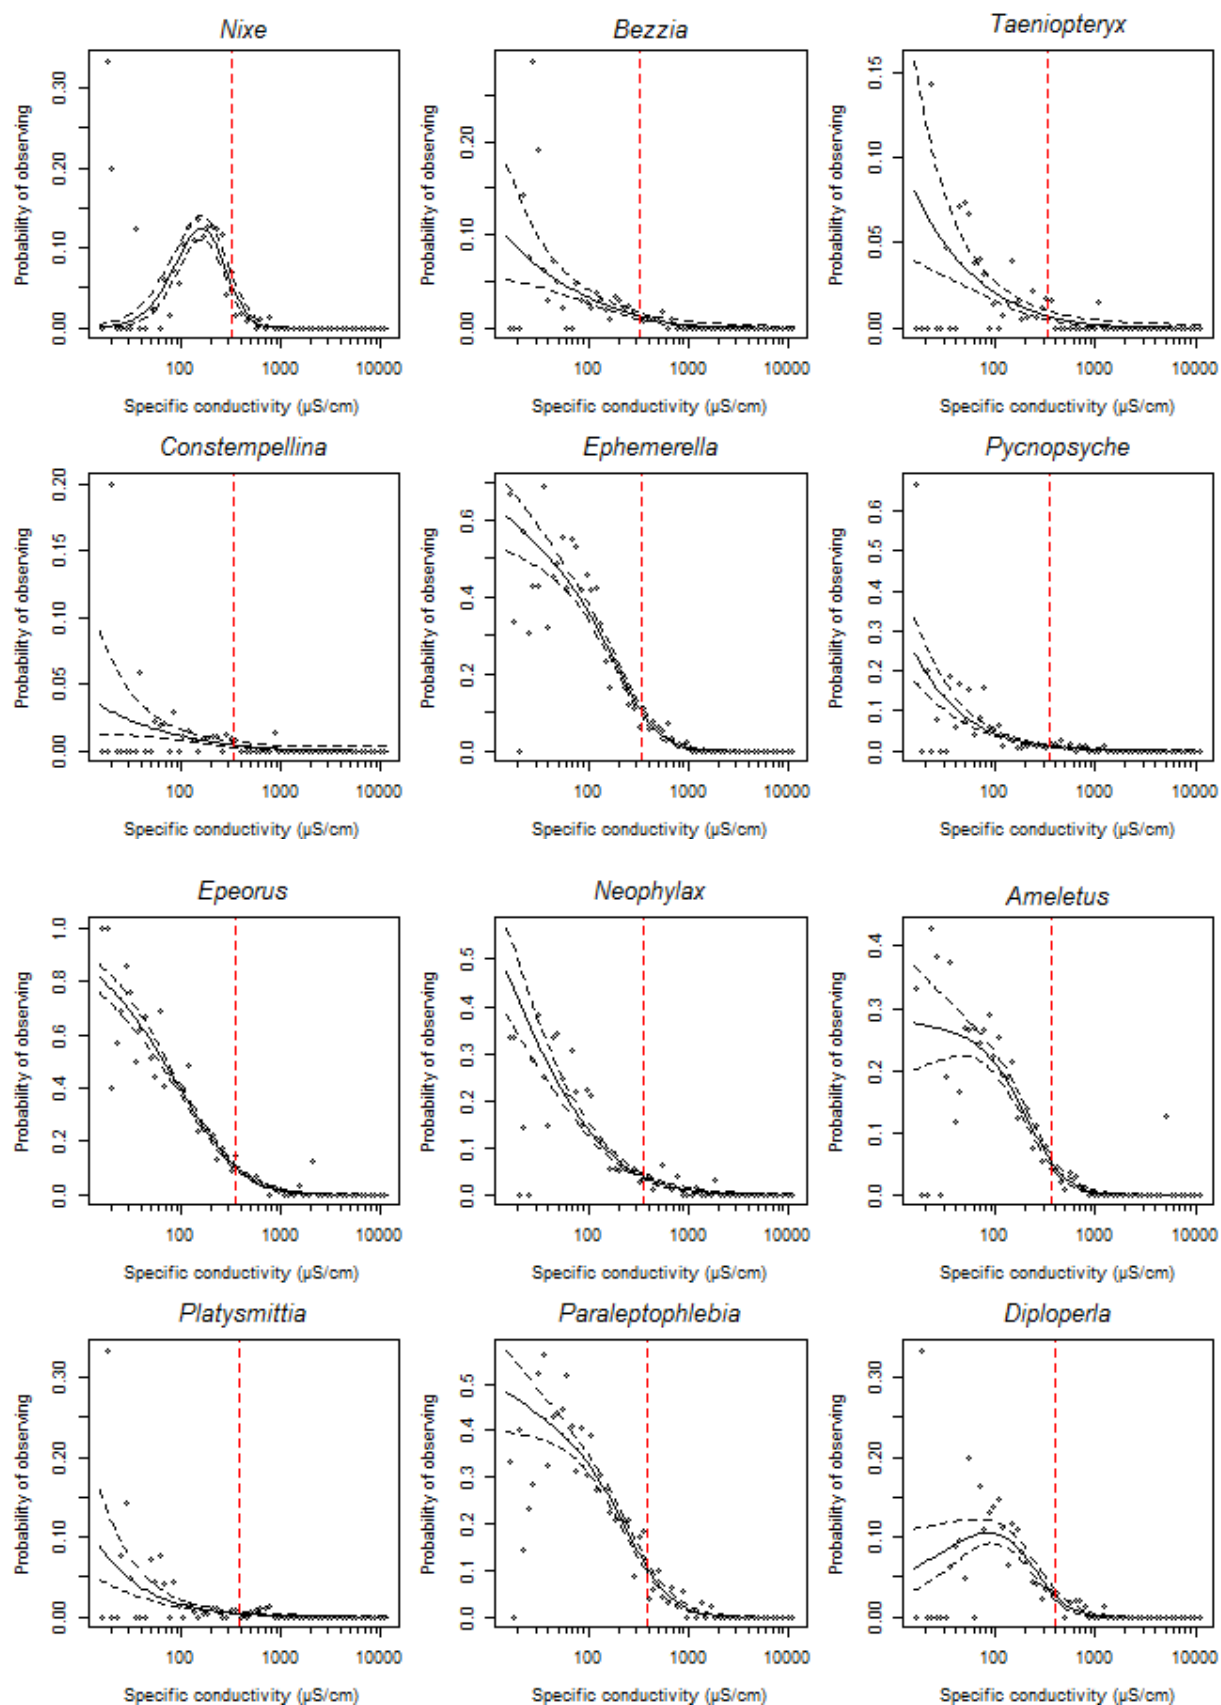 Nixe
Bezzia
Taeniopteryx
Probability of observing
0.00 0.10 0.20 0.30
100 1000 10000
Specific conductivity (µS/cm)
Probability of observing
0.00 0.10 0.20
100 1000 10000
Specific conductivity (µS/cm)
Probability of observing
0.00 0.05 0.10 0.15
100 1000 10000
Specific conductivity (µS/cm)
Constempellina
Ephemerella
Pycnopsyche
Probability of observing
0.00 0.05 0.10 0.15 0.20
100 1000 10000
Specific conductivity (µS/cm)
Probability of observing
0.0 0.2 0.4 0.6
100 1000 10000
Specific conductivity (µS/cm)
Probability of observing
0.0 0.1 0.2 0.3 0.4 0.5 0.6
100 1000 10000
Specific conductivity (µS/cm)
Epeorus
Neophylax
Ameletus
Probability of observing
0.0 0.2 0.4 0.6 0.8 1.0
100 1000 10000
Specific conductivity (µS/cm)
Probability of observing
0.0 0.1 0.2 0.3 0.4 0.5
100 1000 10000
Specific conductivity (µS/cm)
Probability of observing
0.0 0.1 0.2 0.3 0.4
100 1000 10000
Specific conductivity (µS/cm)
Platysmittia
Paraleptophlebia
Diploperla
Probability of observing
0.00 0.10 0.20 0.30
100 1000 10000
Specific conductivity (µS/cm)
Probability of observing
0.0 0.1 0.2 0.3 0.4 0.5
100 1000 10000
Specific conductivity (µS/cm)
Probability of observing
0.00 0.10 0.20 0.30
100 1000 10000
Specific conductivity (µS/cm)